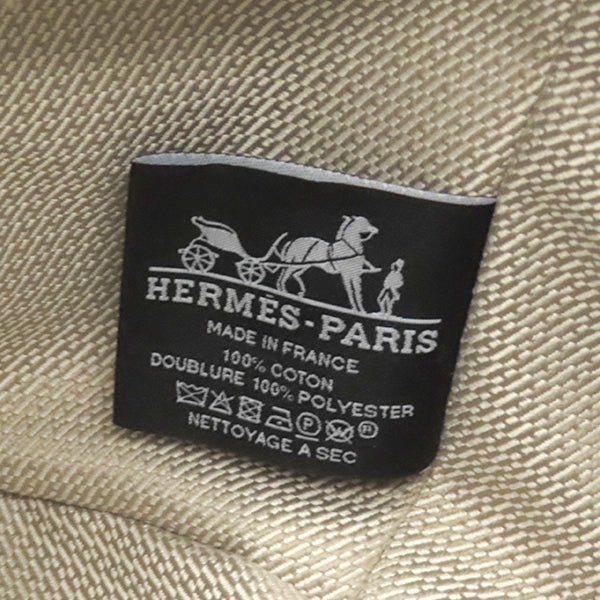 HERMÈS-PARIS
MADE IN FRANCE
100% COTON
DOUBLURE 100% POLYESTER
P
NETTOYAGE A SEC